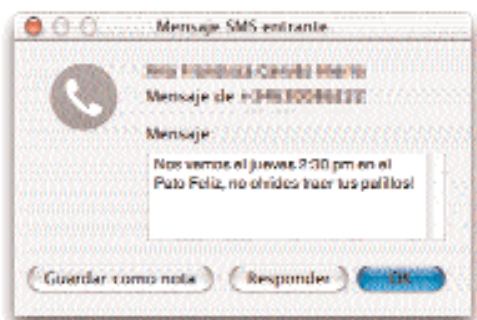 Mensaje SMS entrante
Mensaje de
Mensaje:
Nos vemos el jueves 2:30 pm en el
Pato Feliz, no olvides traer tus palillos!
Guardar como nota
Responder
OK